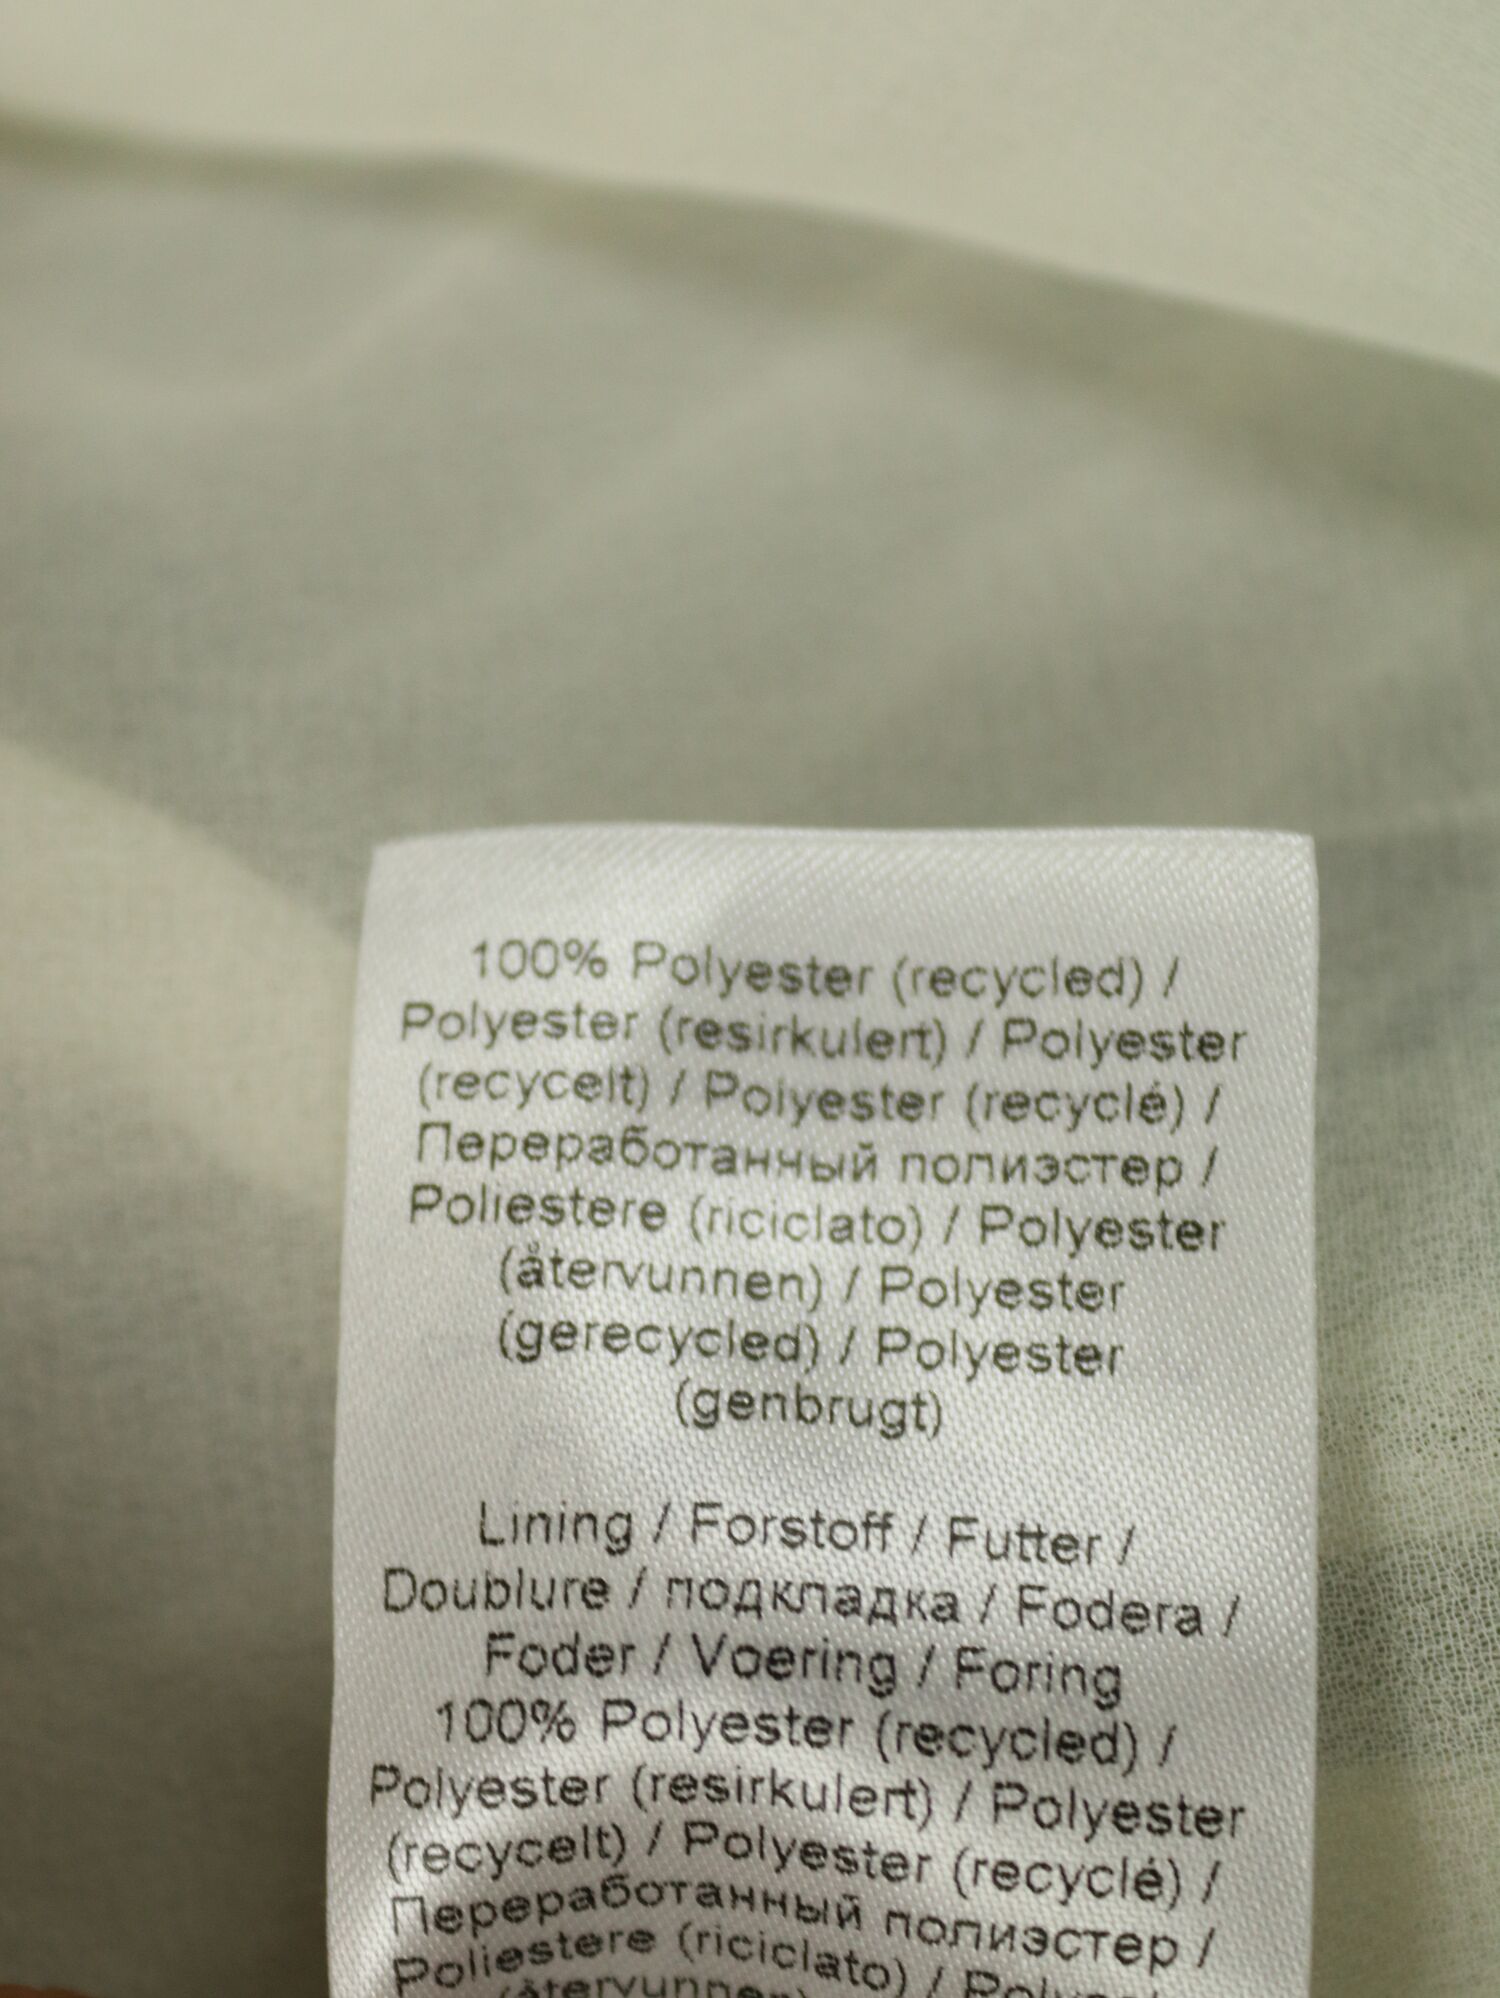 100% Polyester (recycled) /
Polyester (resirkulert) / Polyester
(recycelt) / Polyester (recyclé) /
Переработанный полиэстер /
Poliestere (riciclato) / Polyester
(återvunnen) / Polyester
(gerecycled) / Polyester
(genbrugt)
Lining / Forstoff / Futter /
Doublure / подкладка / Fodera /
Foder / Voering / Foring
100% Polyester (recycled) /
Polyester (resirkulert) / Polyester
(recycelt) / Polyester (recyclé) /
Переработанный полиэстер /
Poliestere (riciclato) /